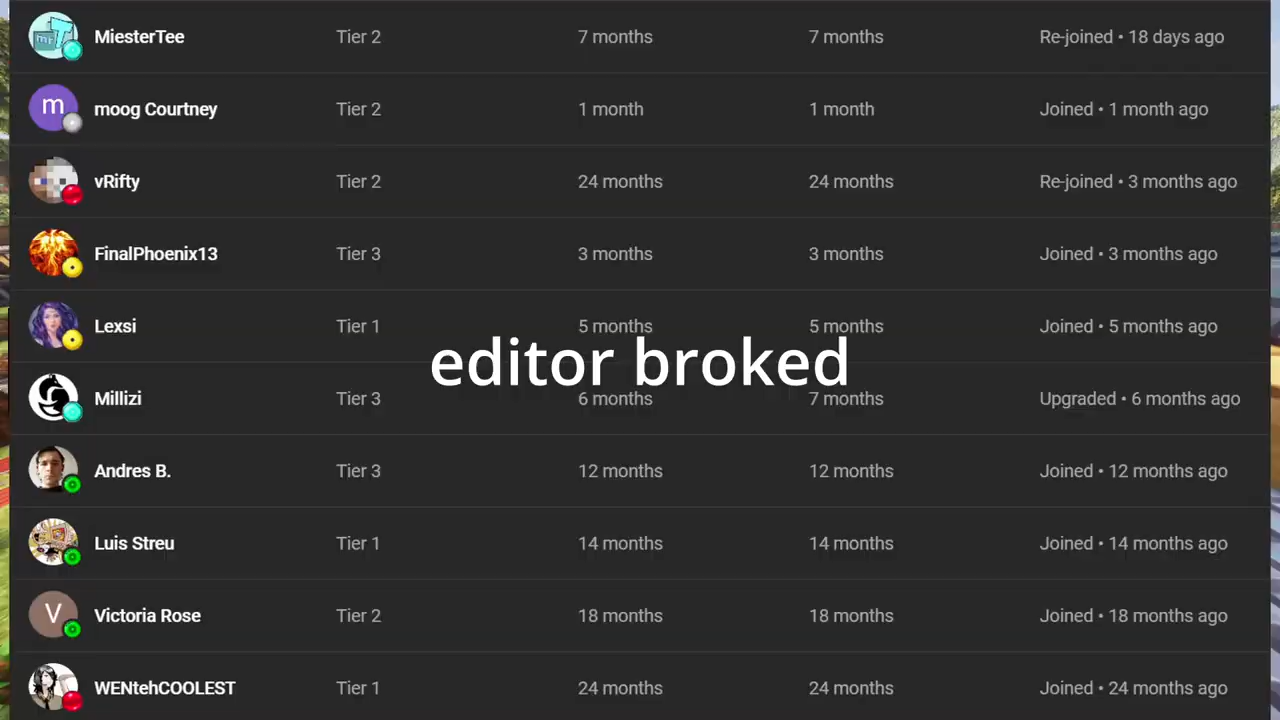 MiesterTee Tier 2 7 months 7 months Re-joined • 18 days ago
m moog Courtney Tier 2 1 month 1 month Joined • 1 month ago
vRifty Tier 2 24 months 24 months Re-joined • 3 months ago
FinalPhoenix13 Tier 3 3 months 3 months Joined • 3 months ago
Lexsi Tier 1 5 months 5 months Joined • 5 months ago
editor broked
Millizi Tier 3 6 months 7 months Upgraded • 6 months ago
Andres B. Tier 3 12 months 12 months Joined • 12 months ago
Luis Streu Tier 1 14 months 14 months Joined • 14 months ago
V Victoria Rose Tier 2 18 months 18 months Joined • 18 months ago
WENtehCOOLEST Tier 1 24 months 24 months Joined • 24 months ago